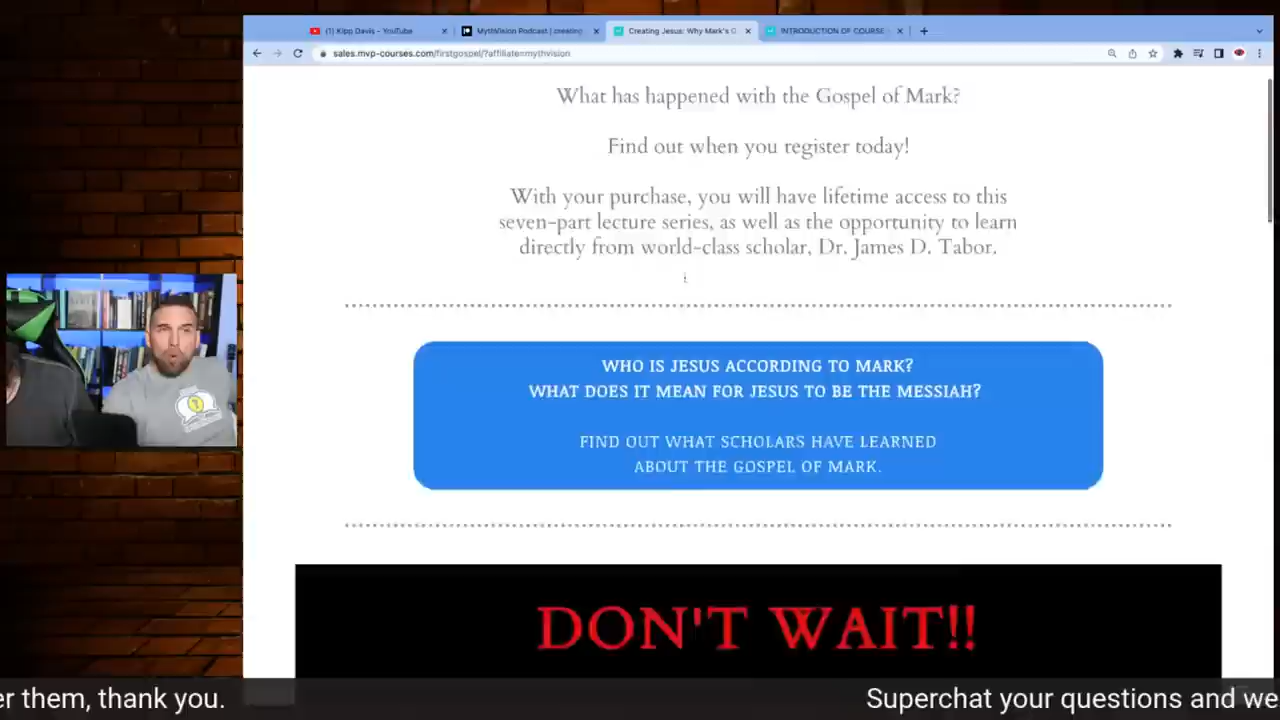 (1) Kipp Davis - YouTube
MythVision Podcast | creating
Creating Jesus: Why Mark's G
INTRODUCTION OF COURSE
sales.mvp-courses.com/firstgospel/?affiliate=mythvision
What has happened with the Gospel of Mark?
Find out when you register today!
With your purchase, you will have lifetime access to this
seven-part lecture series, as well as the opportunity to learn
directly from world-class scholar, Dr. James D. Tabor.
WHO IS JESUS ACCORDING TO MARK?
WHAT DOES IT MEAN FOR JESUS TO BE THE MESSIAH?
FIND OUT WHAT SCHOLARS HAVE LEARNED
ABOUT THE GOSPEL OF MARK.
DON'T WAIT!!
er them, thank you.
Superchat your questions and we